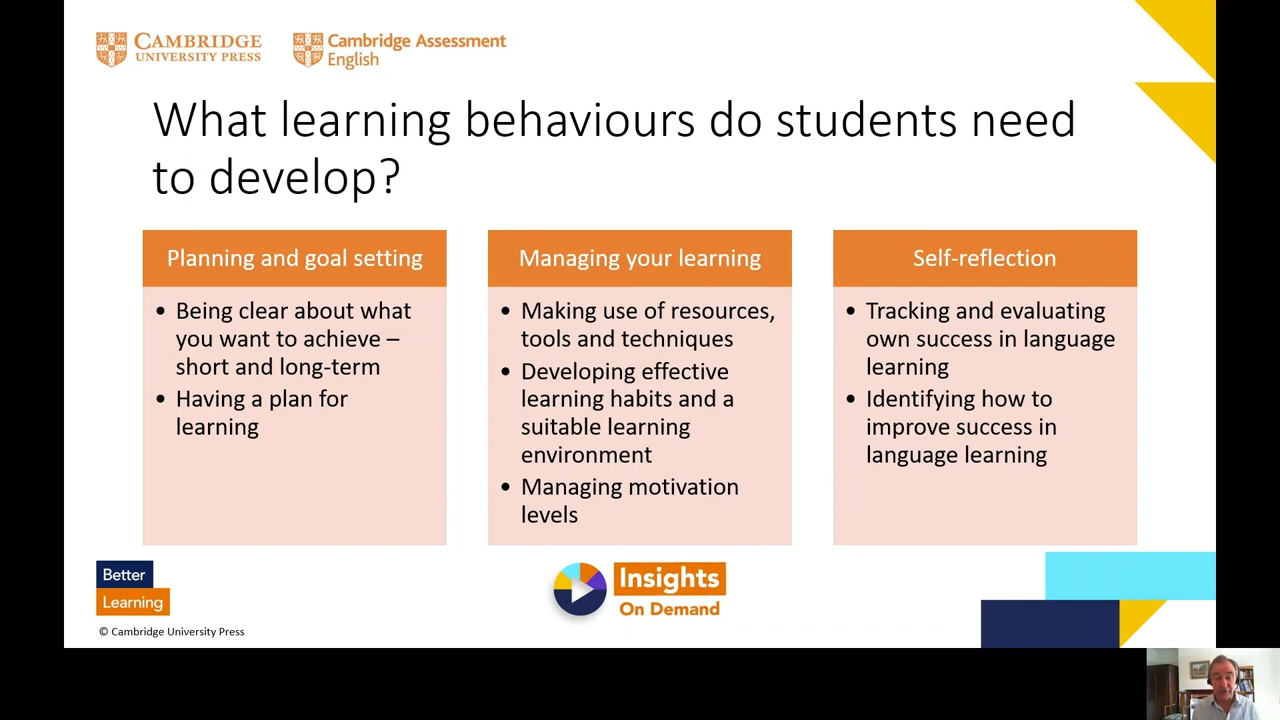 CAMBRIDGE
UNIVERSITY PRESS
Cambridge Assessment
English
What learning behaviours do students need
to develop?
Planning and goal setting
• Being clear about what
you want to achieve –
short and long-term
• Having a plan for
learning
Managing your learning
• Making use of resources,
tools and techniques
• Developing effective
learning habits and a
suitable learning
environment
• Managing motivation
levels
Self-reflection
• Tracking and evaluating
own success in language
learning
• Identifying how to
improve success in
language learning
Better
Learning
© Cambridge University Press
Insights
On Demand